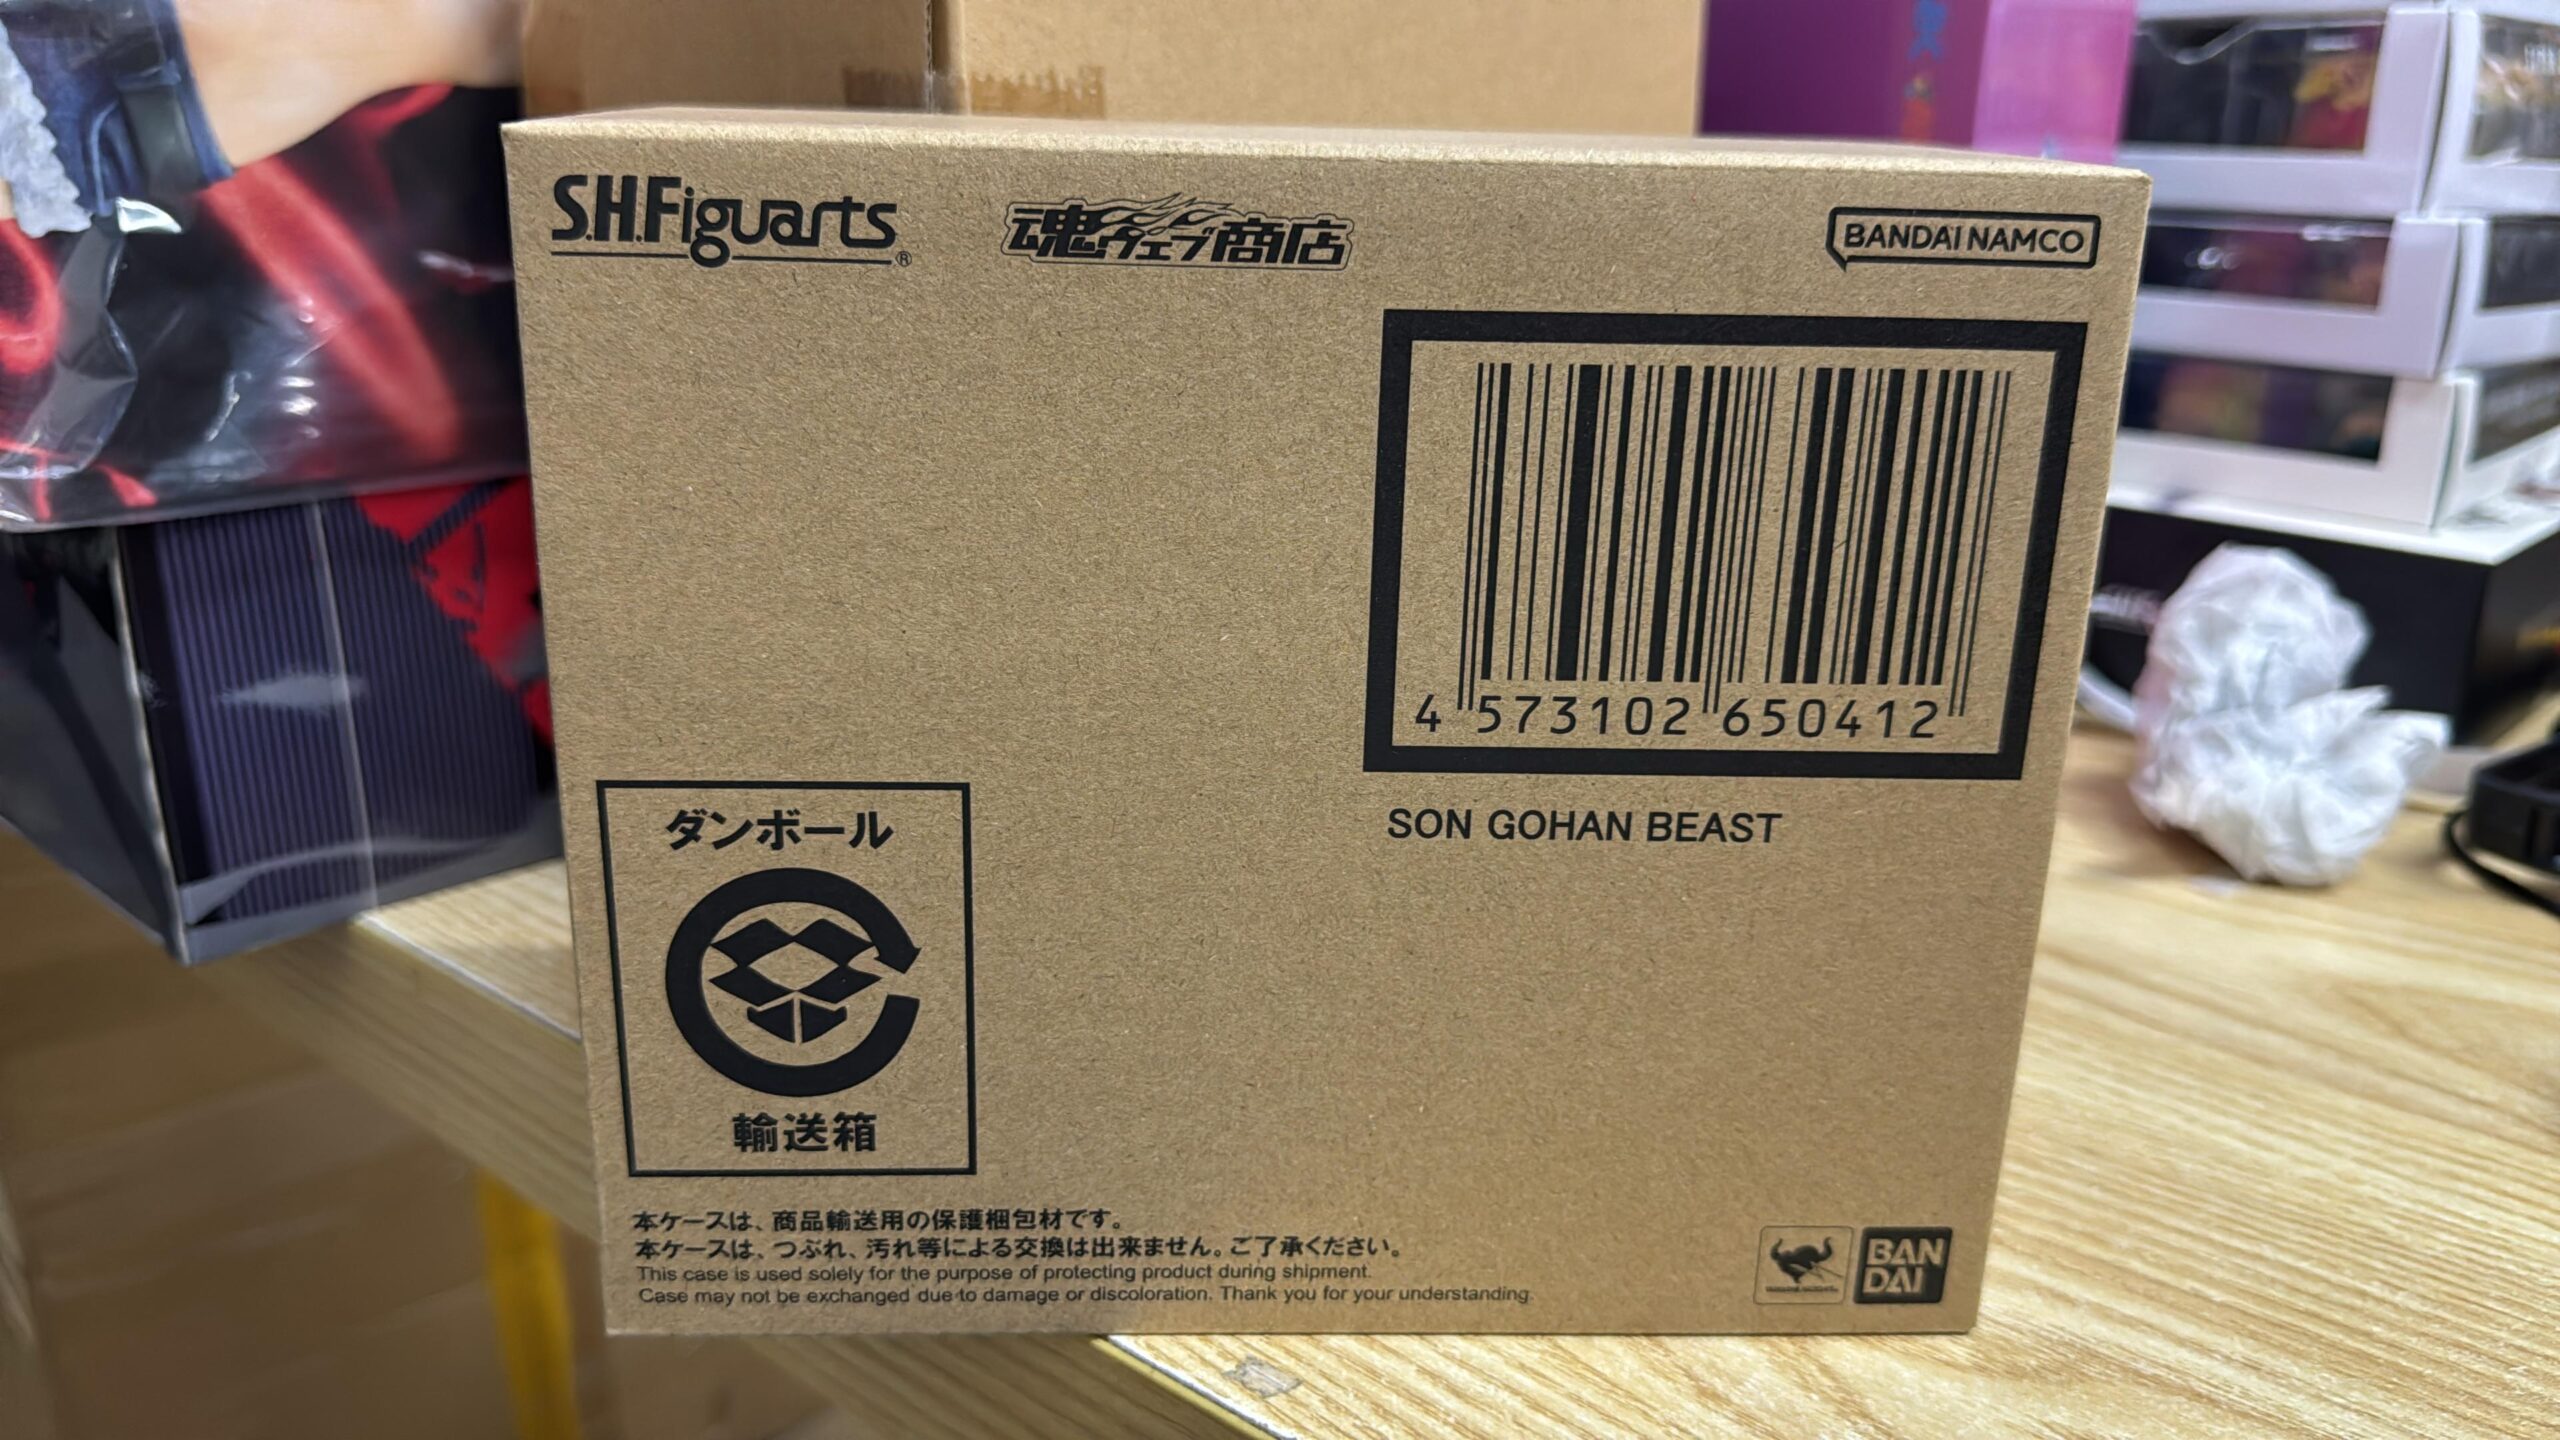 S.H.Figuarts®
魂ウェブ商店
BANDAI NAMCO
4 573102 650412
SON GOHAN BEAST
ダンボール
輸送箱
本ケースは、商品輸送用の保護梱包材です。
本ケースは、つぶれ、汚れ等による交換は出来ません。ご了承ください。
This case is used solely for the purpose of protecting product during shipment.
Case may not be exchanged due to damage or discoloration. Thank you for your understanding.
BAN
DAI